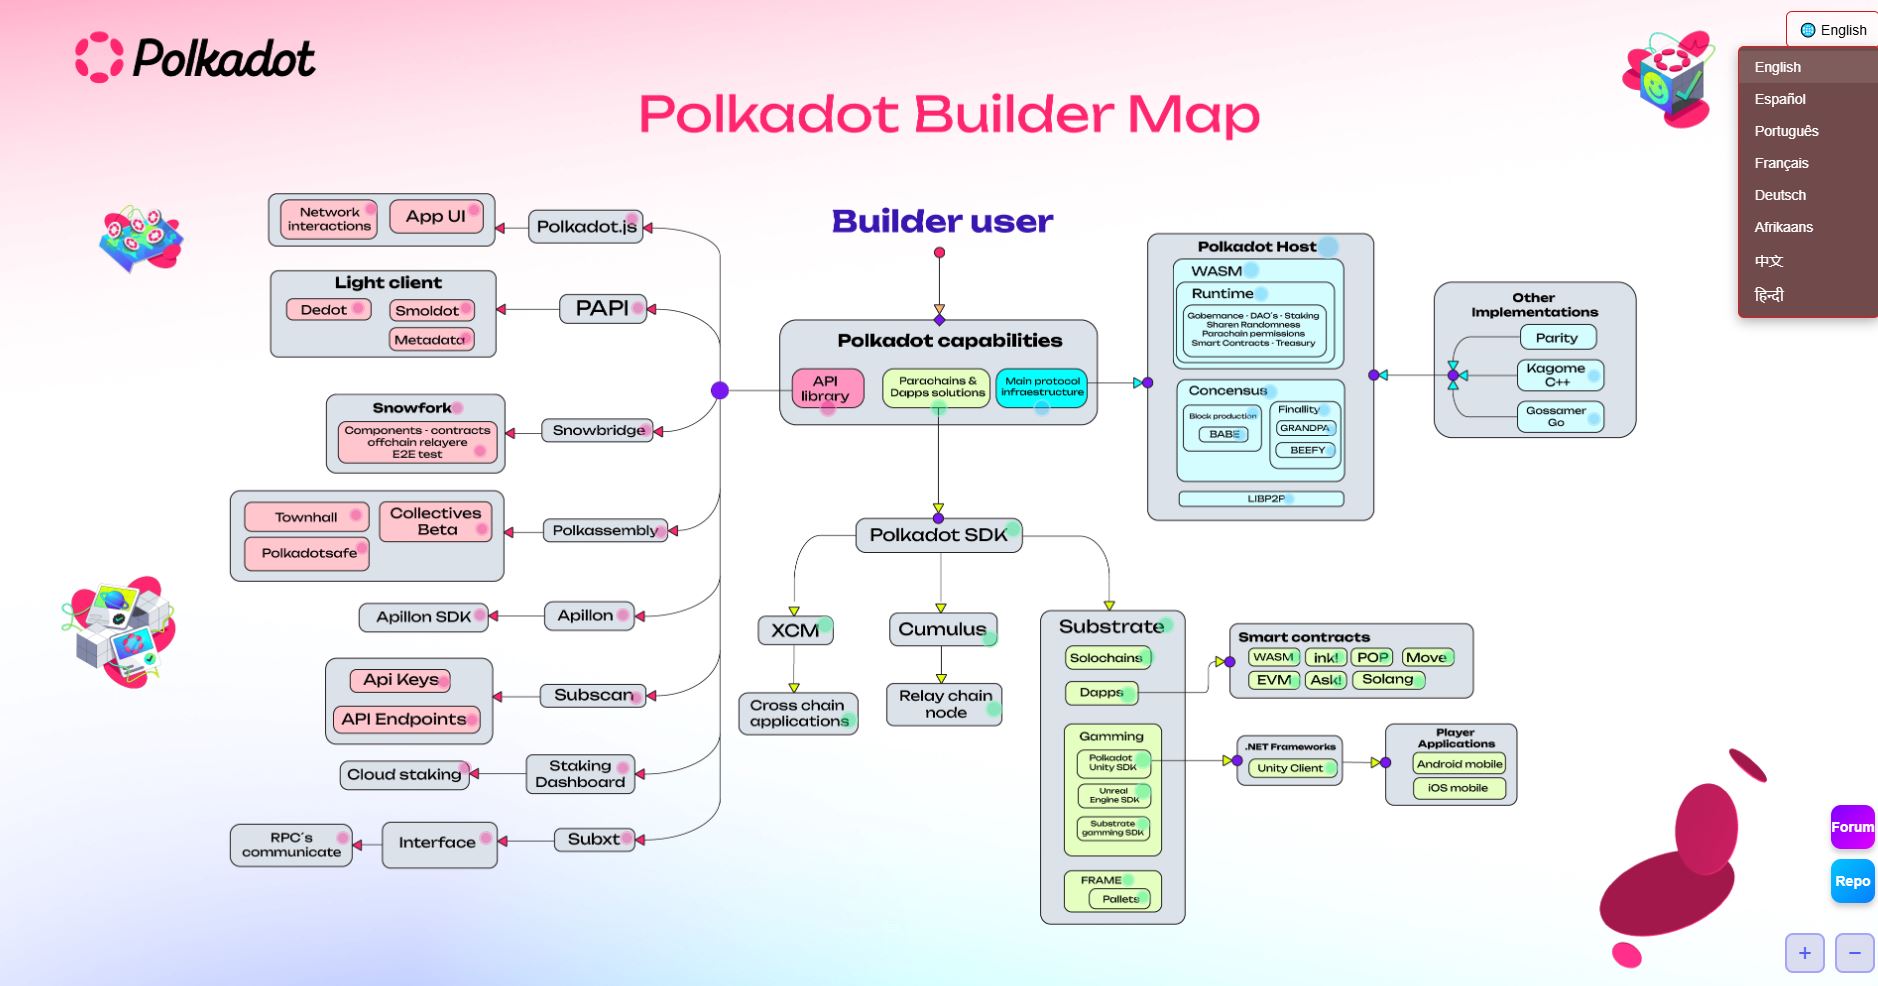 Polkadot
English
English
Español
Português
Français
Deutsch
Afrikaans
中文
हिन्दी
Polkadot Builder Map
Builder user
Network
interactions
App UI
Polkadot.js
Light client
Dedot
Smoldot
Metadata
PAPI
Snowfork
Components - contracts
offchain relayere
E2E test
Snowbridge
Townhall
Collectives
Beta
Polkadotsafe
Polkassembly
Apillon SDK
Apillon
Api Keys
API Endpoints
Subscan
Cloud staking
Staking
Dashboard
RPC´s
communicate
Interface
Subxt
Polkadot capabilities
API
library
Parachains &
Dapps solutions
Main protocol
infraestructure
Polkadot Host
WASM
Runtime
Gobernance - DAO´s - Staking
Sharen Randomness
Parachain permissions
Smart Contracts - Treasury
Concensus
Block production
BABE
Finallity
GRANDPA
BEEFY
LIBP2P
Other
Implementations
Parity
Kagome
C++
Gossamer
Go
Polkadot SDK
XCM
Cross chain
applications
Cumulus
Relay chain
node
Substrate
Solochains
Dapps
Gamming
Polkadot
Unity SDK
Unreal
Engine SDK
Substrate
gamming SDK
FRAME
Pallets
Smart contracts
WASM
ink!
POP
Move
EVM
Ask!
Solang
.NET Frameworks
Unity Client
Player
Applications
Android mobile
iOS mobile
Forum
Repo
+
−